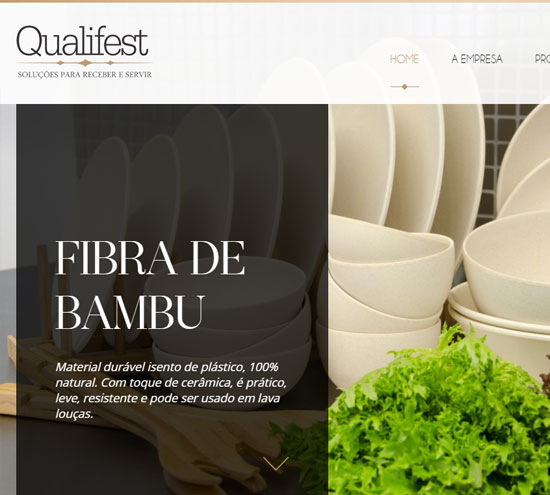 Qualifest
SOLUÇÕES PARA RECEBER E SERVIR
HOME A EMPRESA
FIBRA DE
BAMBU
Material durável isento de plástico, 100%
natural. Com toque de cerâmica, é prático,
leve, resistente e pode ser usado em lava
louças.